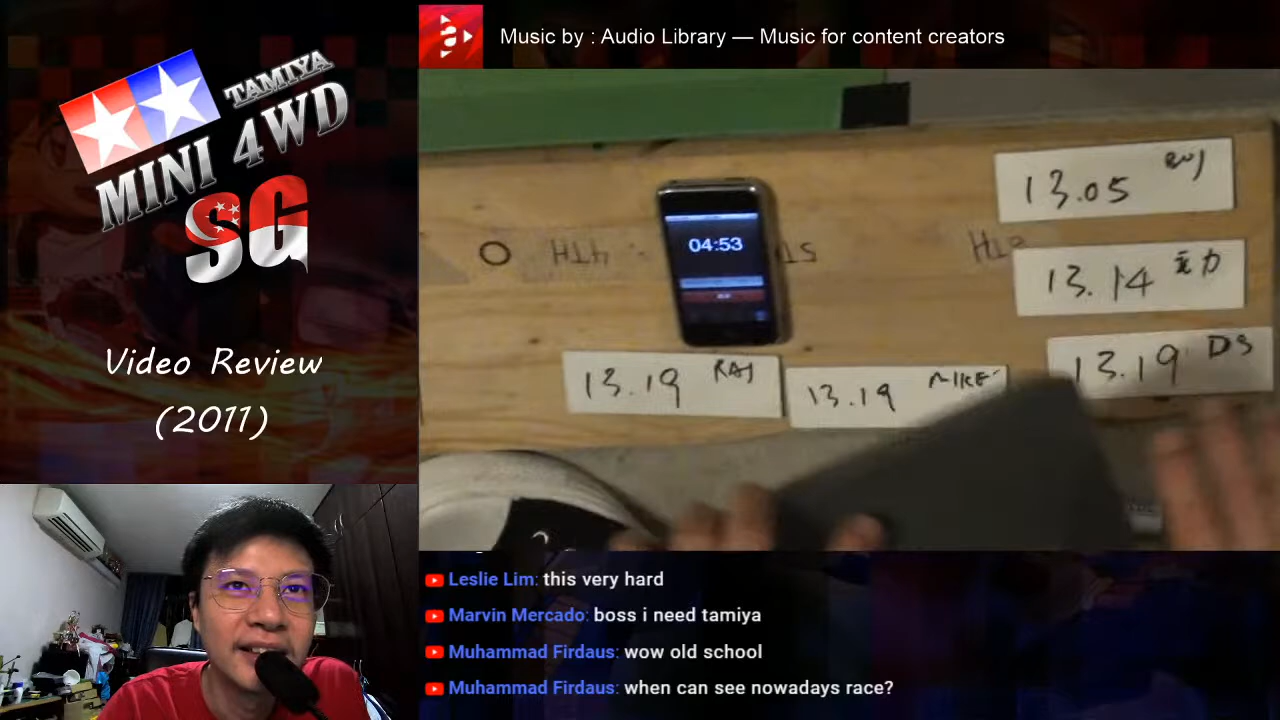 TAMIYA
MINI 4WD
SG
Video Review
(2011)
Music by : Audio Library — Music for content creators
04:53
13.05
13.14
13.19 DS
13.19 RAJ
13.19 MIKE
Leslie Lim: this very hard
Marvin Mercado: boss i need tamiya
Muhammad Firdaus: wow old school
Muhammad Firdaus: when can see nowadays race?